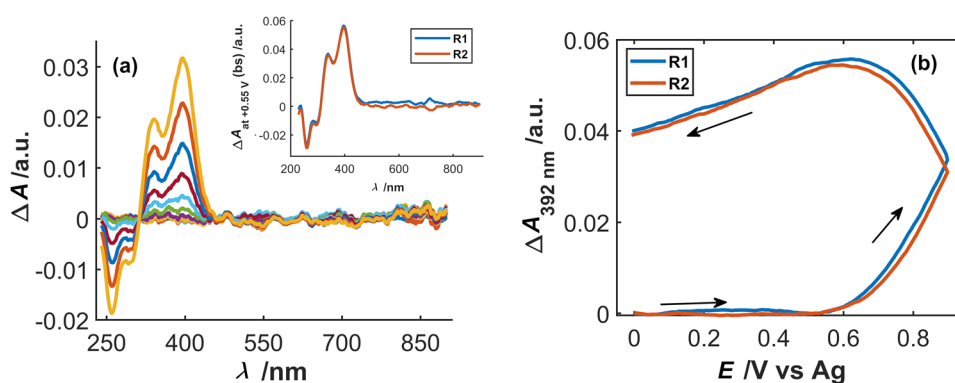 (a)
ΔA /a.u.
0.03
0.02
0.01
0
-0.01
-0.02
250 400 550 700 850
λ /nm
ΔA at +0.55 V (bs) /a.u.
0.06
0.04
0.02
0
-0.02
400 600 800
λ /nm
R1
R2
(b)
ΔA 392 nm /a.u.
0.06
0.04
0.02
0
0 0.2 0.4 0.6 0.8
E /V vs Ag
R1
R2